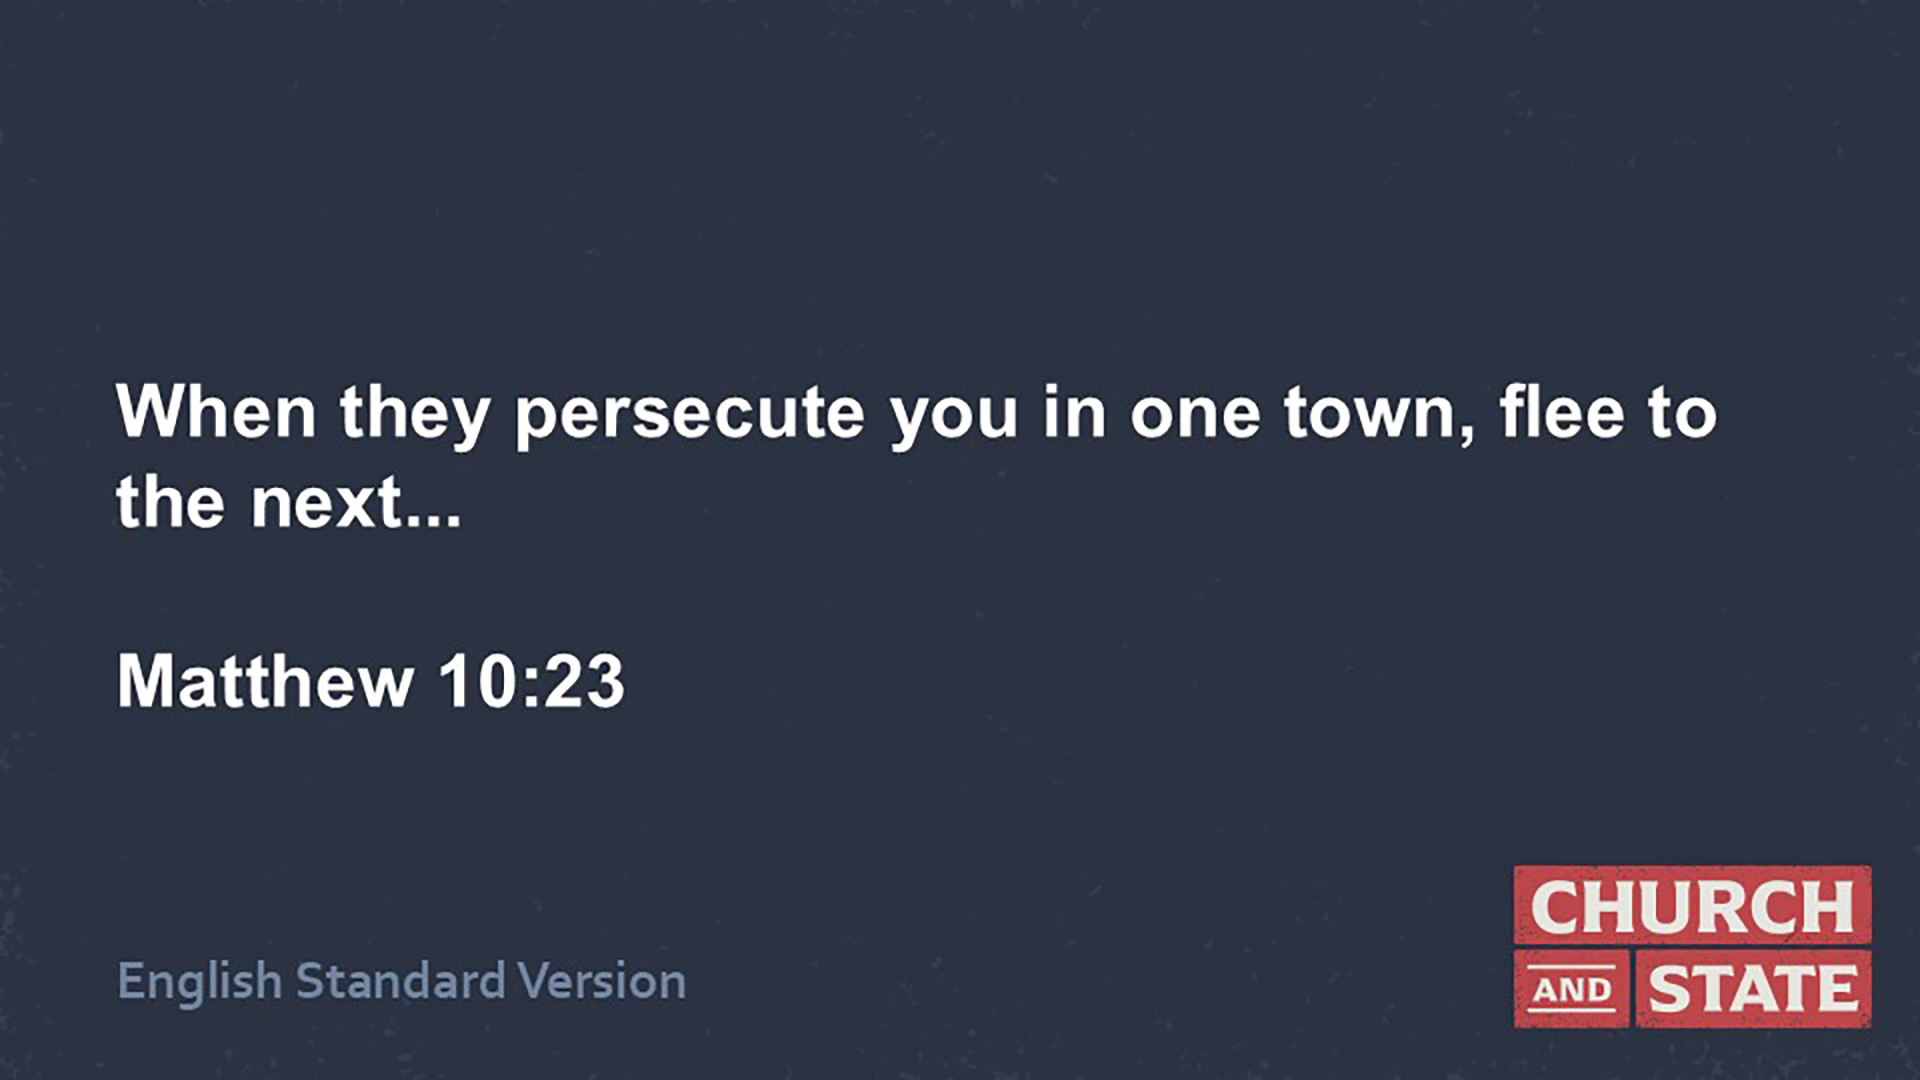 When they persecute you in one town, flee to
the next...
Matthew 10:23
English Standard Version
CHURCH
AND STATE